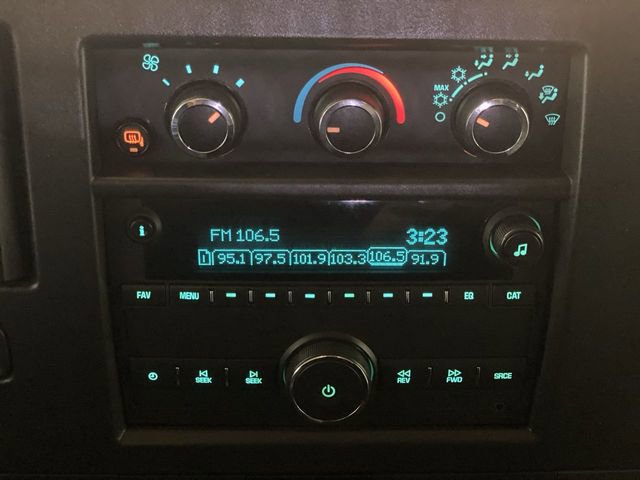 MAX
FM 106.5 3:23
1 95.1 97.5 101.9 103.3 106.5 91.9
FAV MENU EQ CAT
SEEK SEEK REV FWD SRCE